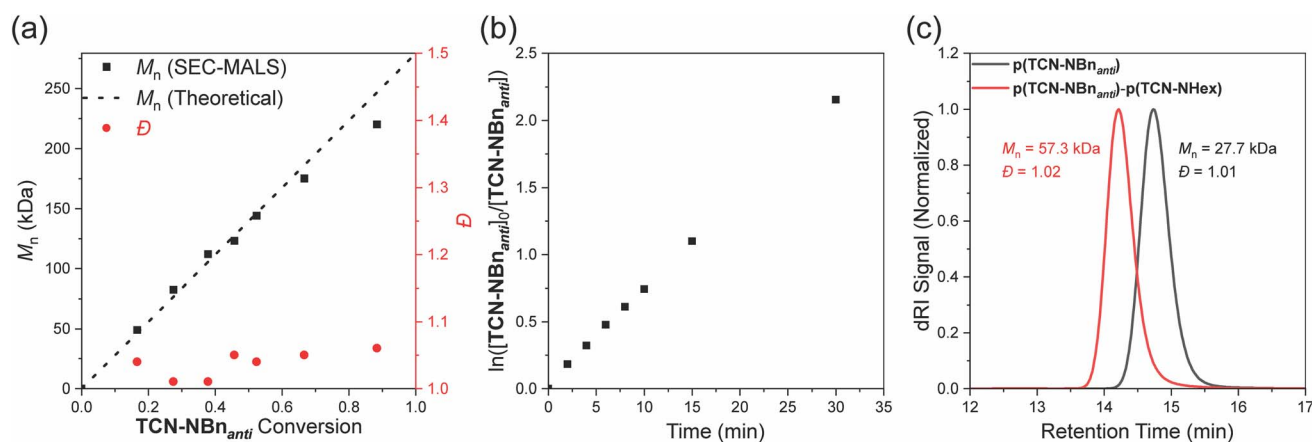 (a)
250
200
150
100
50
0
Mn (kDa)
Mn (SEC-MALS)
Mn (Theoretical)
Đ
1.5
1.4
1.3
1.2
1.1
1.0
Đ
0.0 0.2 0.4 0.6 0.8 1.0
TCN-NBnanti Conversion
(b)
2.5
2.0
1.5
1.0
0.5
0.0
ln([TCN-NBnanti]0/[TCN-NBnanti])
0 5 10 15 20 25 30 35
Time (min)
(c)
1.2
1.0
0.8
0.6
0.4
0.2
0.0
dRI Signal (Normalized)
p(TCN-NBnanti)
p(TCN-NBnanti)-p(TCN-NHex)
Mn = 57.3 kDa
Đ = 1.02
Mn = 27.7 kDa
Đ = 1.01
12 13 14 15 16 17
Retention Time (min)